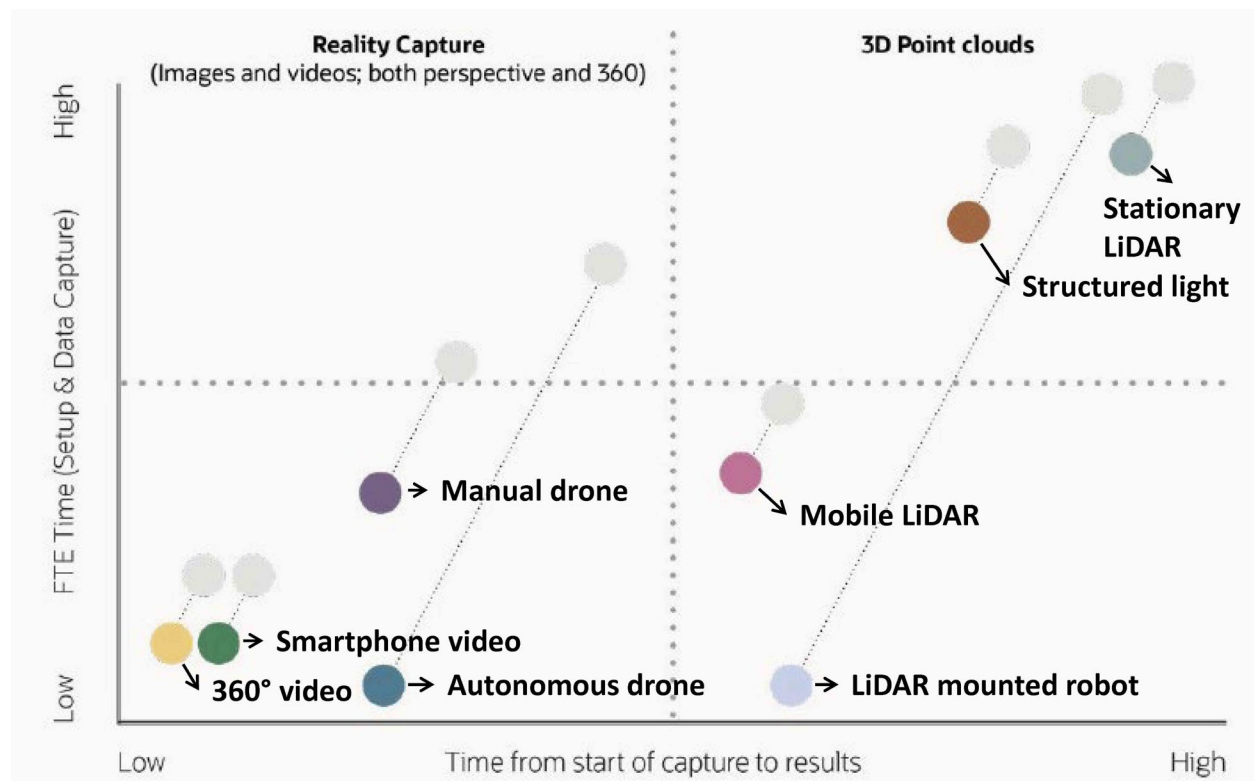 Reality Capture
(Images and videos; both perspective and 360)
3D Point clouds
High
FTE Time (Setup & Data Capture)
Low
Stationary
LiDAR
Structured light
Manual drone
Mobile LiDAR
Smartphone video
360° video
Autonomous drone
LiDAR mounted robot
Low
Time from start of capture to results
High